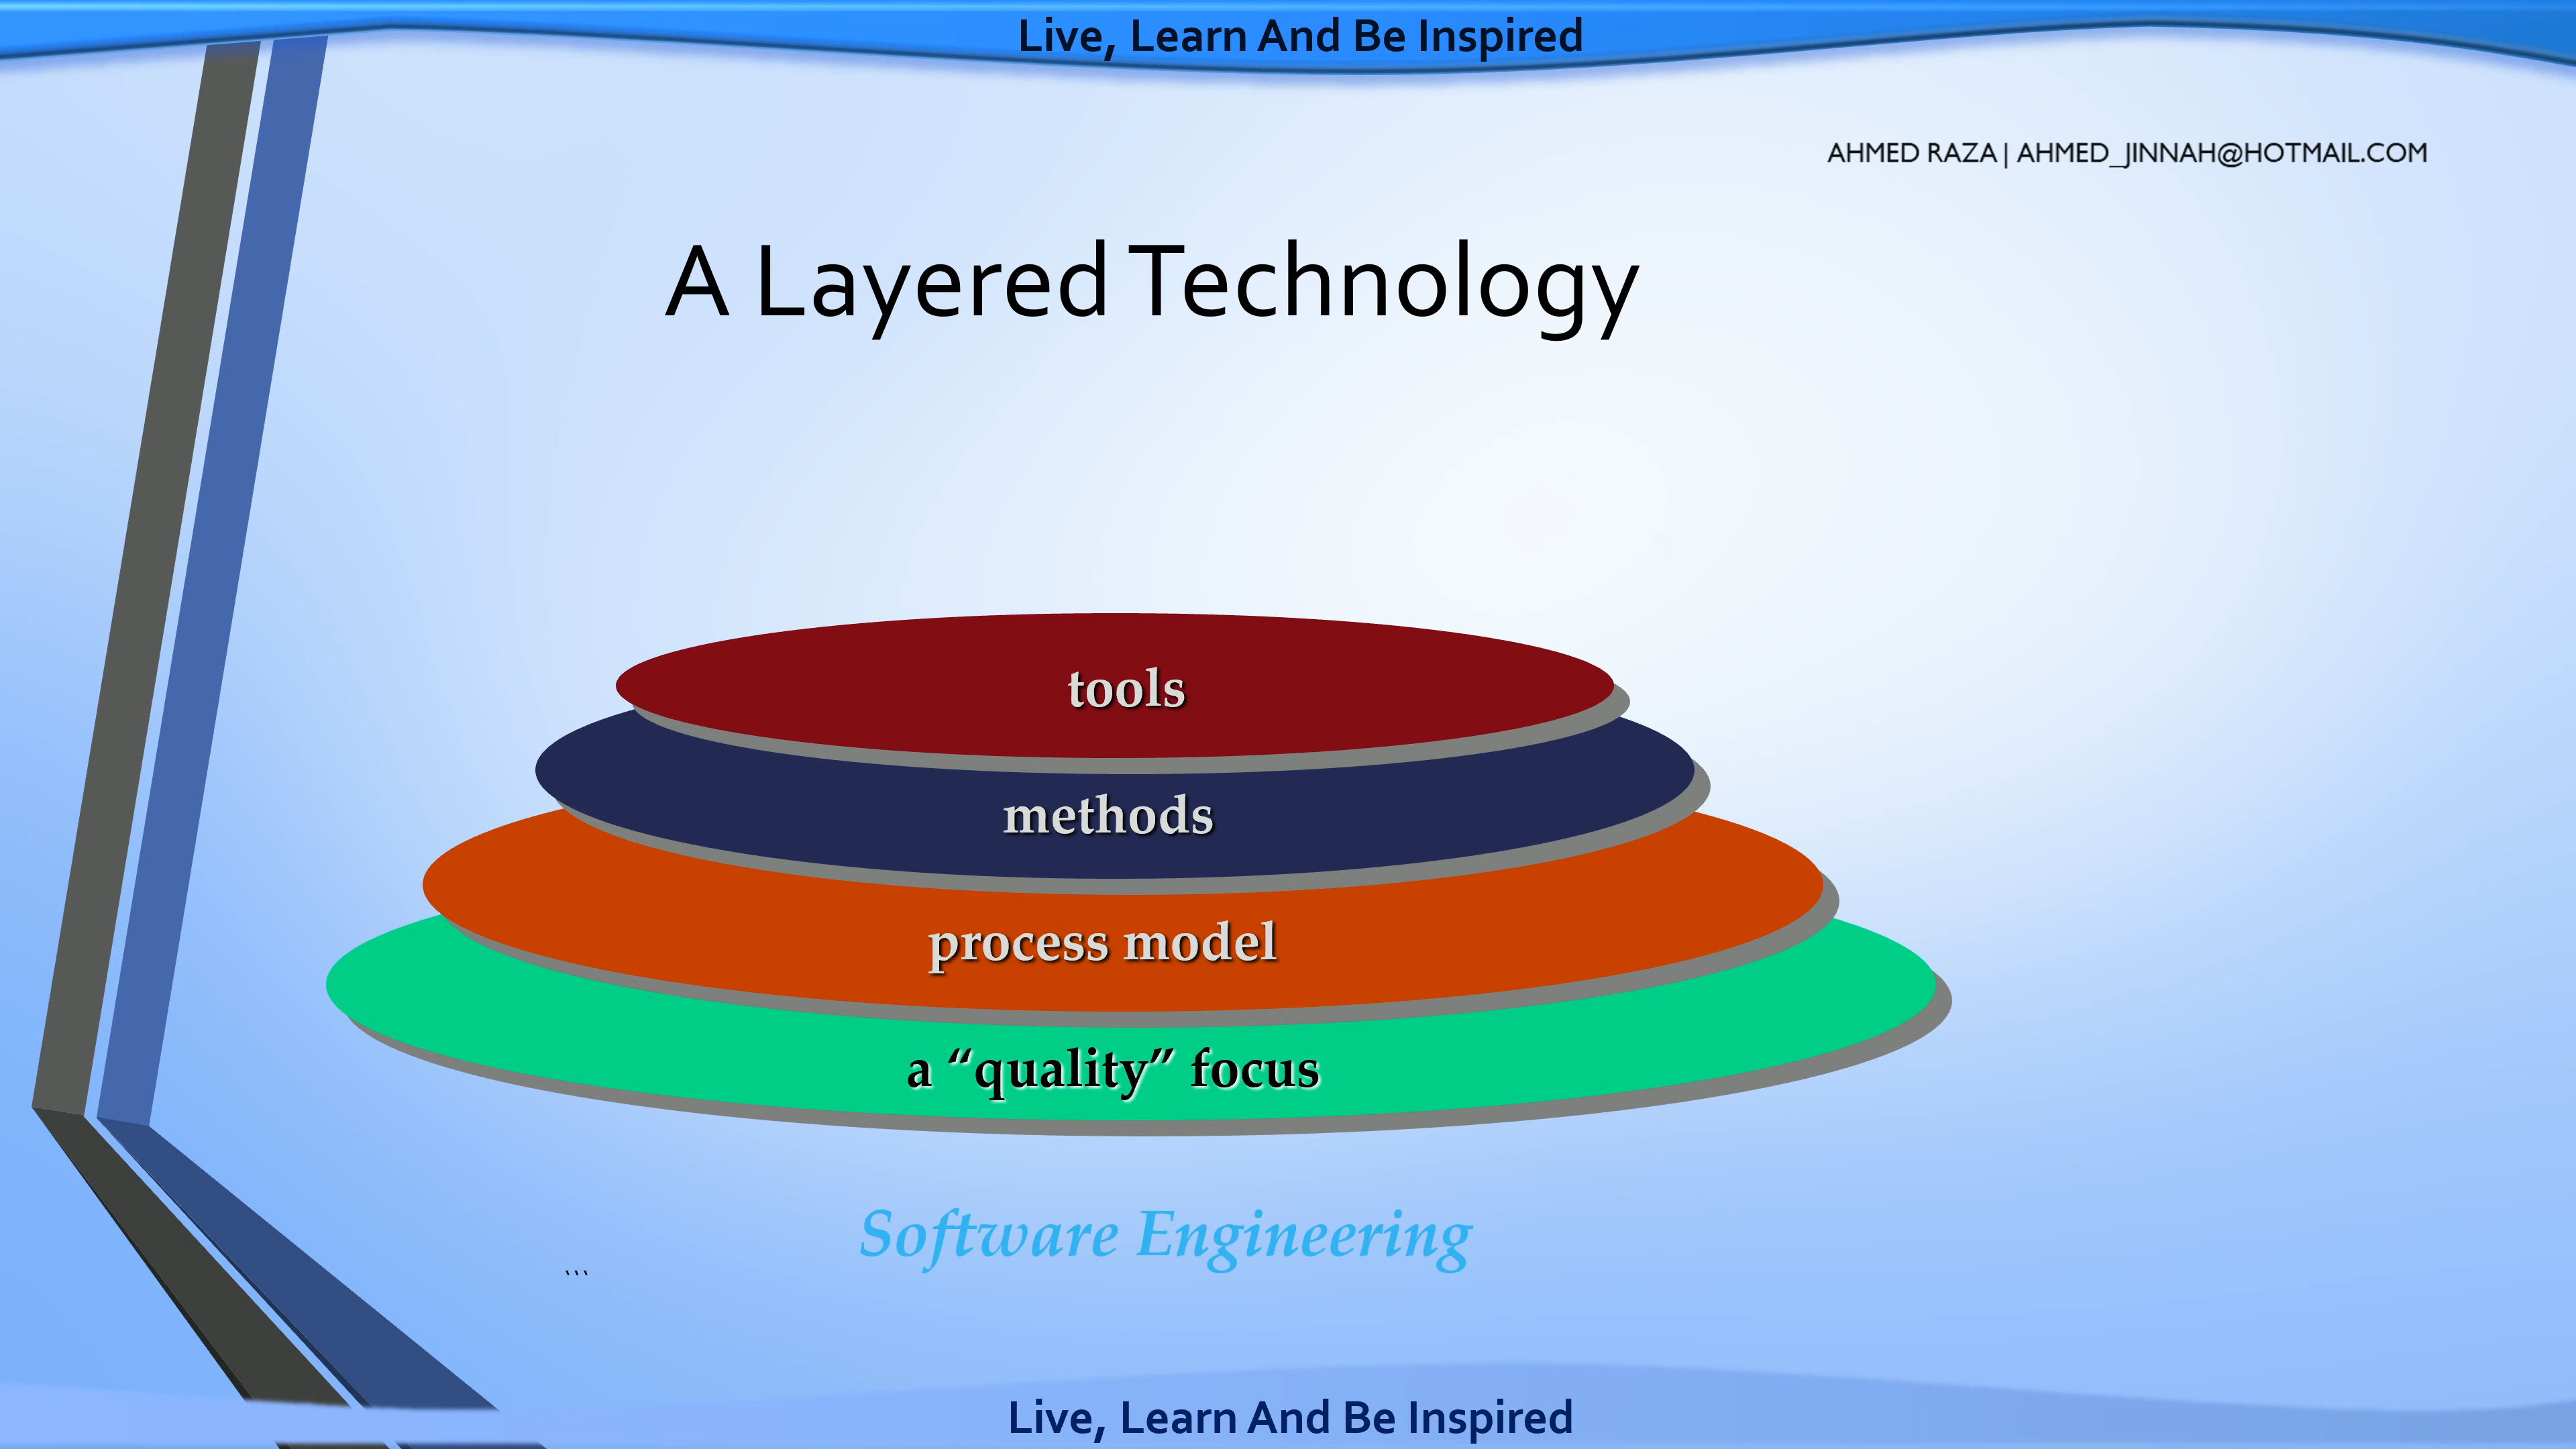 Live, Learn And Be Inspired
AHMED RAZA | AHMED_JINNAH@HOTMAIL.COM
A Layered Technology
tools
methods
process model
a “quality” focus
Software Engineering
```
Live, Learn And Be Inspired